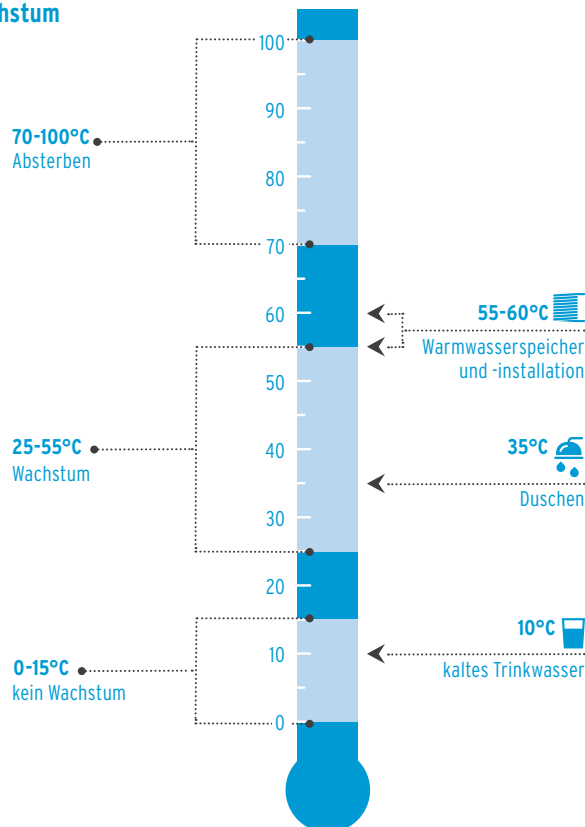 hstum
100
90
80
70
60
50
40
30
20
10
0
70-100°C
Absterben
25-55°C
Wachstum
0-15°C
kein Wachstum
55-60°C
Warmwasserspeicher
und -installation
35°C
Duschen
10°C
kaltes Trinkwasser